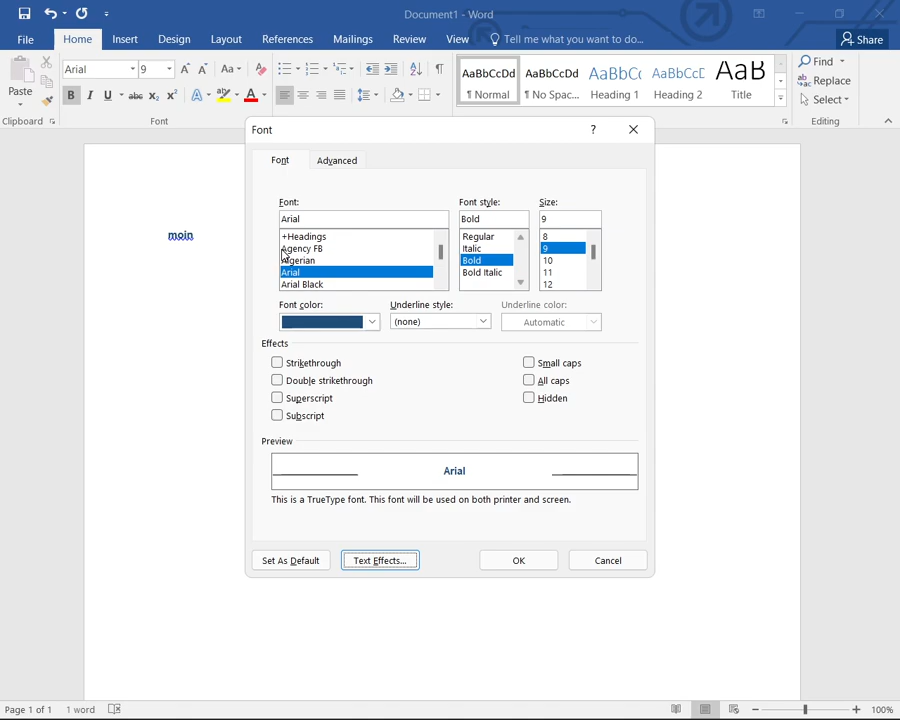 Document1 - Word
File Home Insert Design Layout References Mailings Review View Tell me what you want to do... Share
Paste Arial 9 Aa AaBbCcDd AaBbCcDd AaBbCc AaBbCcD AaB Find
Replace
¶ Normal ¶ No Spac... Heading 1 Heading 2 Title Select
Clipboard Font Editing
Font ?
Font Advanced
moin
Font: Font style: Size:
Arial Bold 9
+Headings Regular 8
Agency FB Italic 9
Algerian Bold 10
Arial Bold Italic 11
Arial Black 12
Font color: Underline style: Underline color:
(none) Automatic
Effects
Strikethrough Small caps
Double strikethrough All caps
Superscript Hidden
Subscript
Preview
Arial
This is a TrueType font. This font will be used on both printer and screen.
Set As Default Text Effects... OK Cancel
Page 1 of 1 1 word 100%